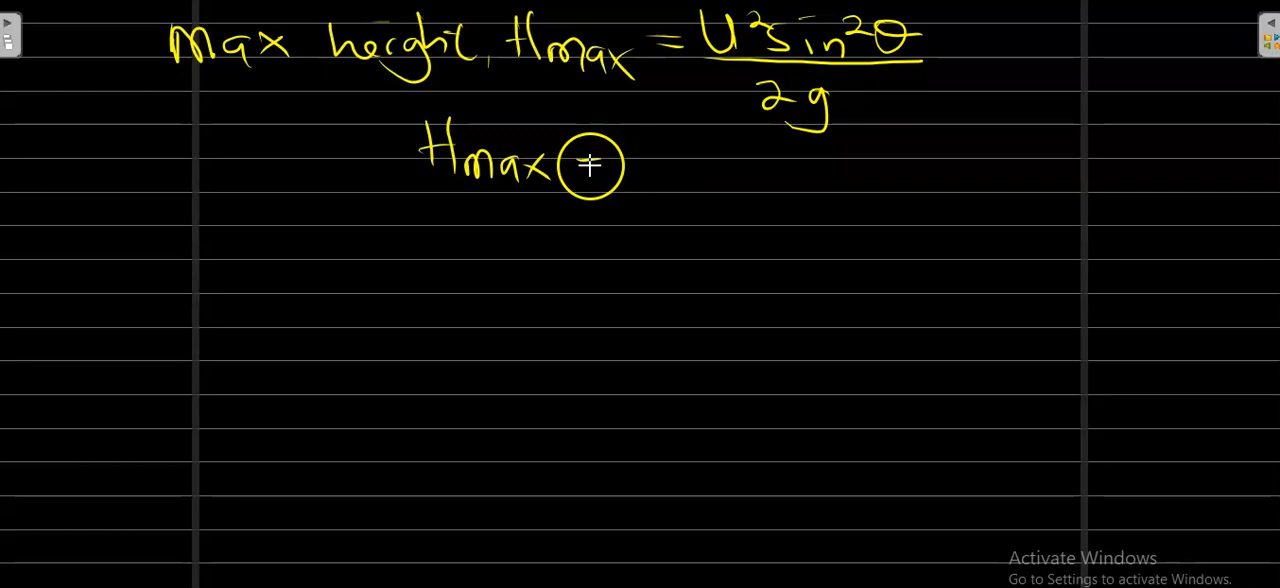 Max height, Hmax = U²sin²θ
2g
Hmax =
Activate Windows
Go to Settings to activate Windows.